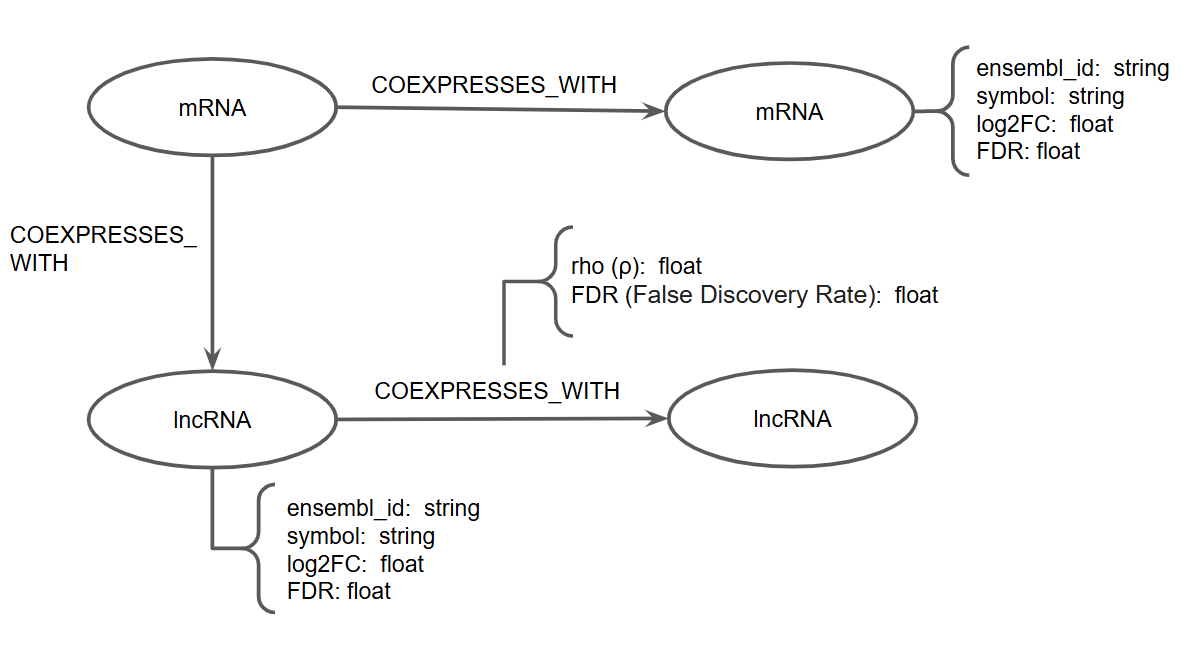 mRNA
COEXPRESSES_WITH
mRNA
ensembl_id: string
symbol: string
log2FC: float
FDR: float
COEXPRESSES_
WITH
rho (ρ): float
FDR (False Discovery Rate): float
lncRNA
COEXPRESSES_WITH
lncRNA
ensembl_id: string
symbol: string
log2FC: float
FDR: float